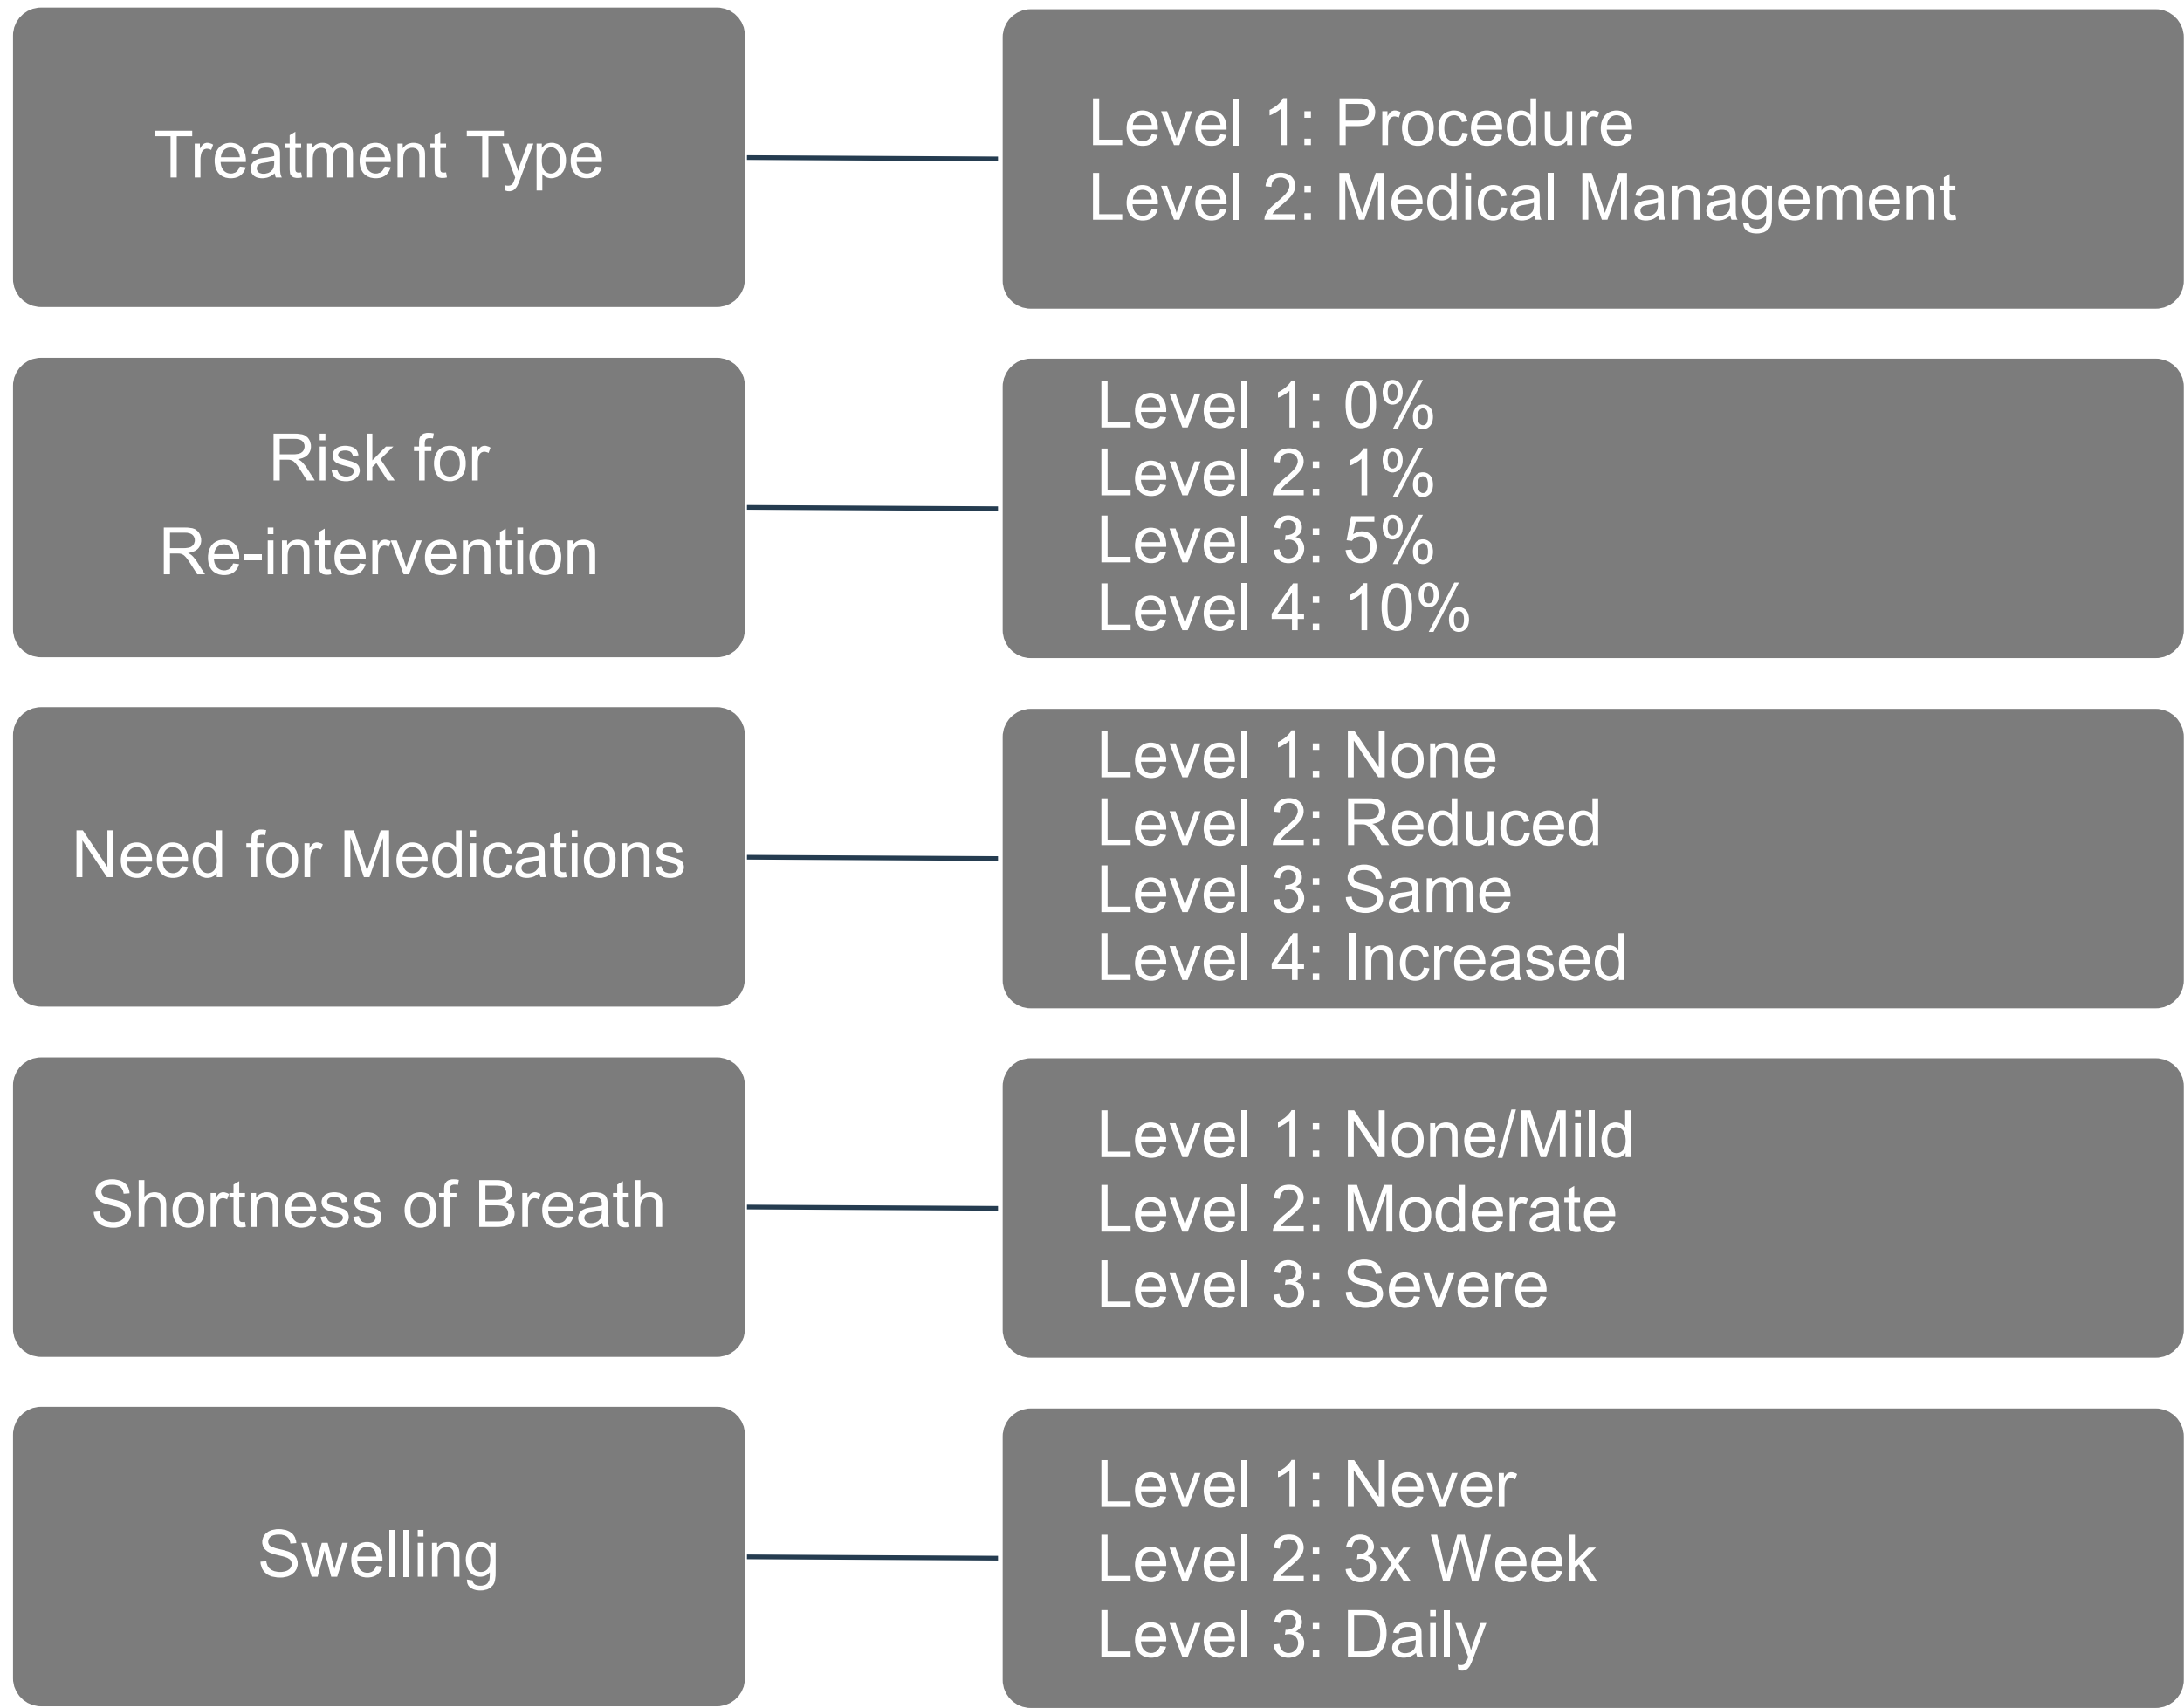 Treatment Type
Level 1: Procedure
Level 2: Medical Management
Risk for
Re-intervention
Level 1: 0%
Level 2: 1%
Level 3: 5%
Level 4: 10%
Need for Medications
Level 1: None
Level 2: Reduced
Level 3: Same
Level 4: Increased
Shortness of Breath
Level 1: None/Mild
Level 2: Moderate
Level 3: Severe
Swelling
Level 1: Never
Level 2: 3x Week
Level 3: Daily